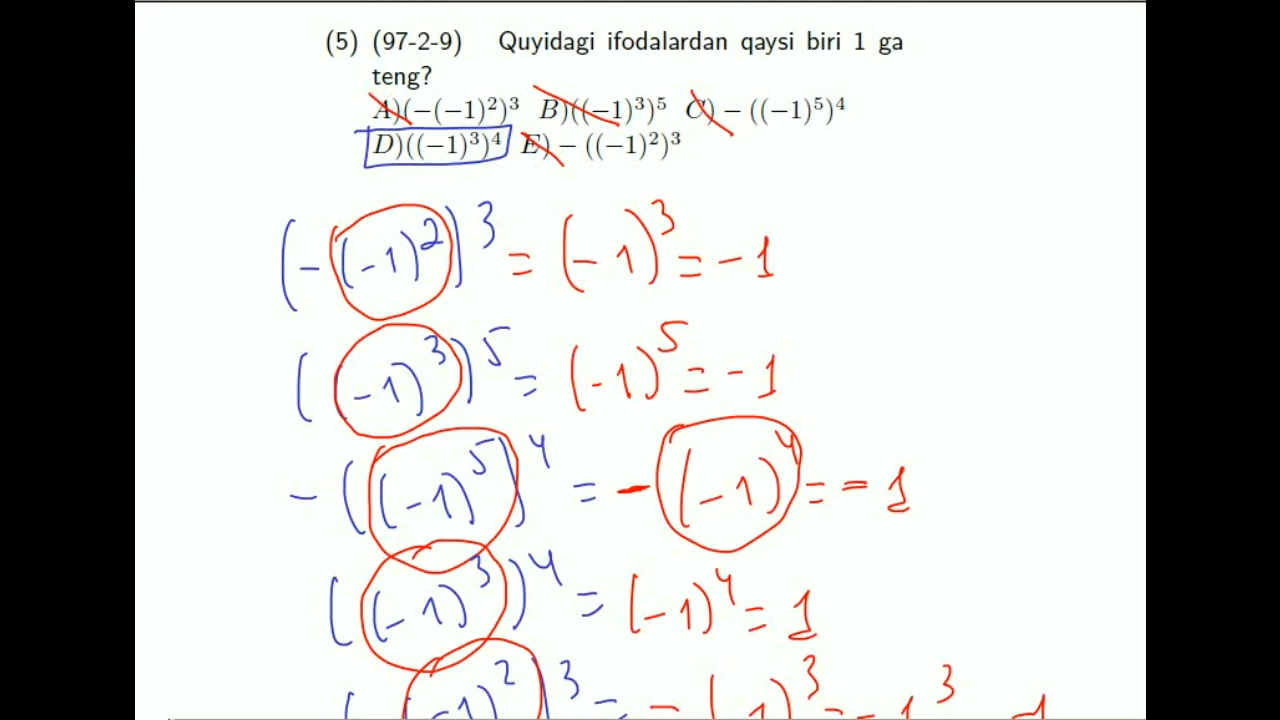 (5) (97-2-9) Quyidagi ifodalardan qaysi biri 1 ga
teng?
A)(−(−1)²)³ B)((−1)³)⁵ C) − ((−1)⁵)⁴
D)((−1)³)⁴ E) − ((−1)²)³
(-(-1)²)³ = (-1)³ = -1
((-1)³)⁵ = (-1)⁵ = -1
-((-1)⁵)⁴ = -(-1)⁴ = -1
((-1)³)⁴ = (-1)⁴ = 1